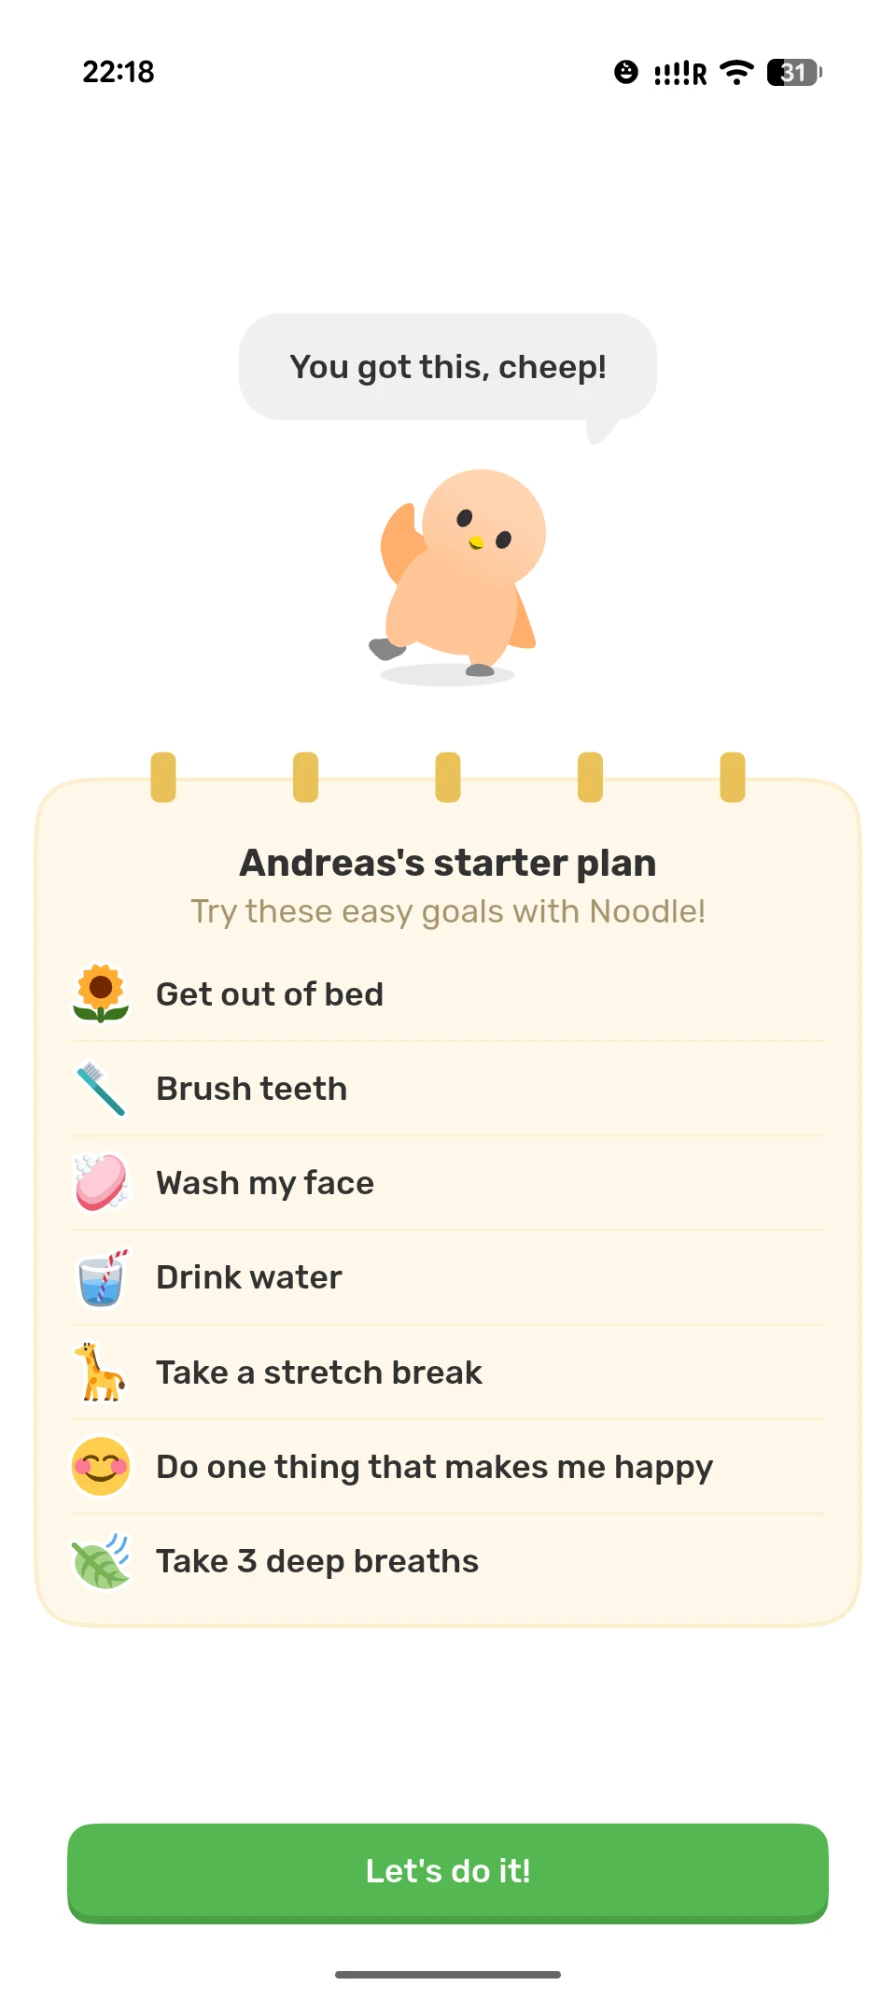 22:18
R
31
You got this, cheep!
Andreas's starter plan
Try these easy goals with Noodle!
Get out of bed
Brush teeth
Wash my face
Drink water
Take a stretch break
Do one thing that makes me happy
Take 3 deep breaths
Let's do it!